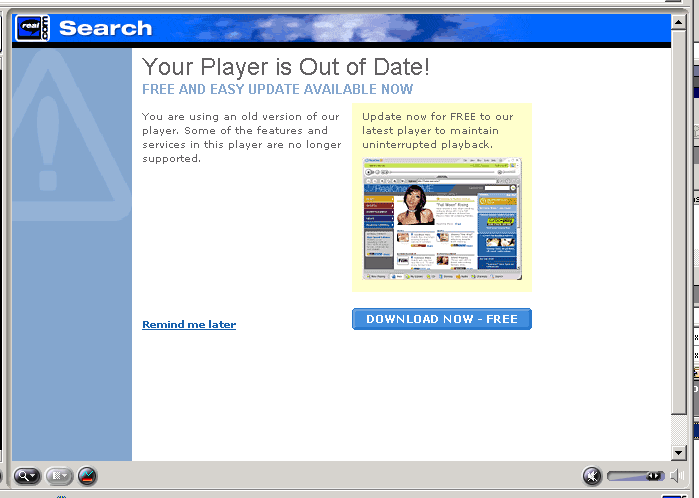 real.com Search
Your Player is Out of Date!
FREE AND EASY UPDATE AVAILABLE NOW
You are using an old version of our
player. Some of the features and
services in this player are no longer
supported.
Update now for FREE to our
latest player to maintain
uninterrupted playback.
Remind me later
DOWNLOAD NOW - FREE